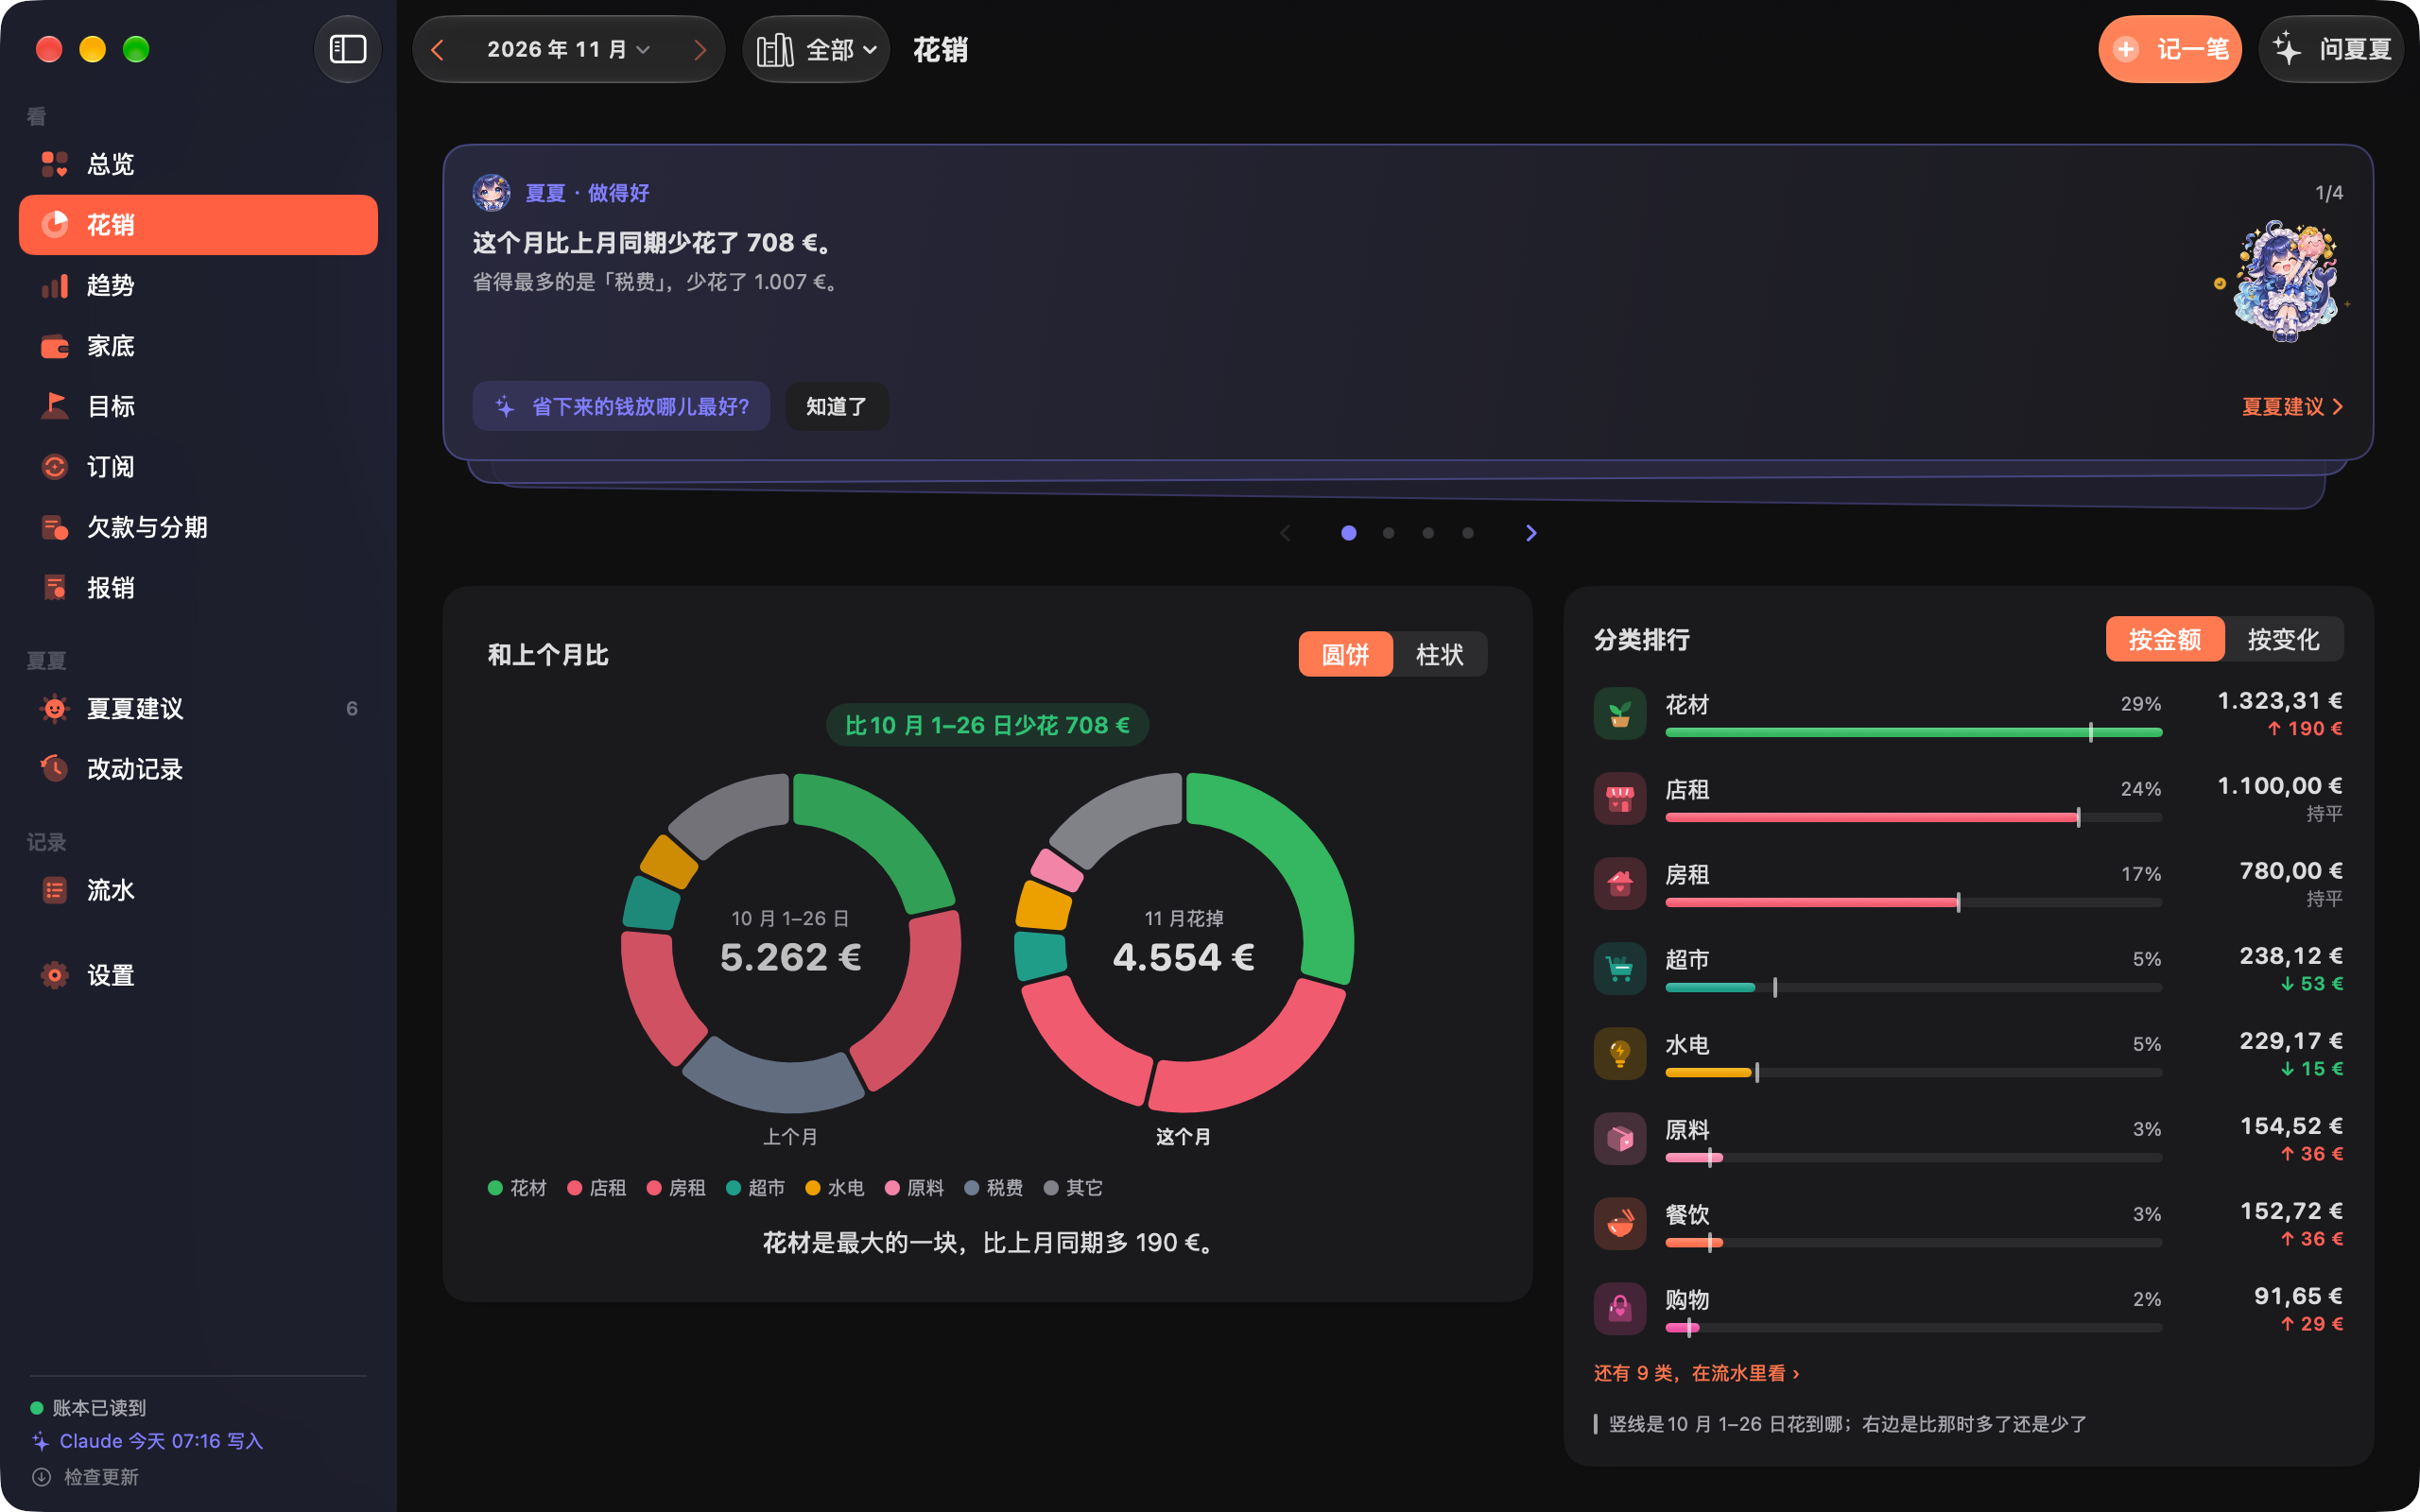 2026 年 11 月
全部
花销
记一笔
问夏夏
看
总览
花销
趋势
家底
目标
订阅
欠款与分期
报销
夏夏
夏夏建议 6
改动记录
记录
流水
设置
账本已读到
Claude 今天 07:16 写入
检查更新
夏夏 · 做得好
1/4
这个月比上月同期少花了 708 €。
省得最多的是「税费」，少花了 1.007 €。
省下来的钱放哪儿最好?
知道了
夏夏建议
和上个月比
圆饼
柱状
比10 月 1–26 日少花 708 €
10 月 1–26 日
5.262 €
11 月花掉
4.554 €
上个月
这个月
花材 店租 房租 超市 水电 原料 税费 其它
花材是最大的一块，比上月同期多 190 €。
分类排行
按金额
按变化
花材 29% 1.323,31 €
↑ 190 €
店租 24% 1.100,00 €
持平
房租 17% 780,00 €
持平
超市 5% 238,12 €
↓ 53 €
水电 5% 229,17 €
↓ 15 €
原料 3% 154,52 €
↑ 36 €
餐饮 3% 152,72 €
↑ 36 €
购物 2% 91,65 €
↑ 29 €
还有 9 类，在流水里看 ›
竖线是10 月 1–26 日花到哪；右边是比那时多了还是少了